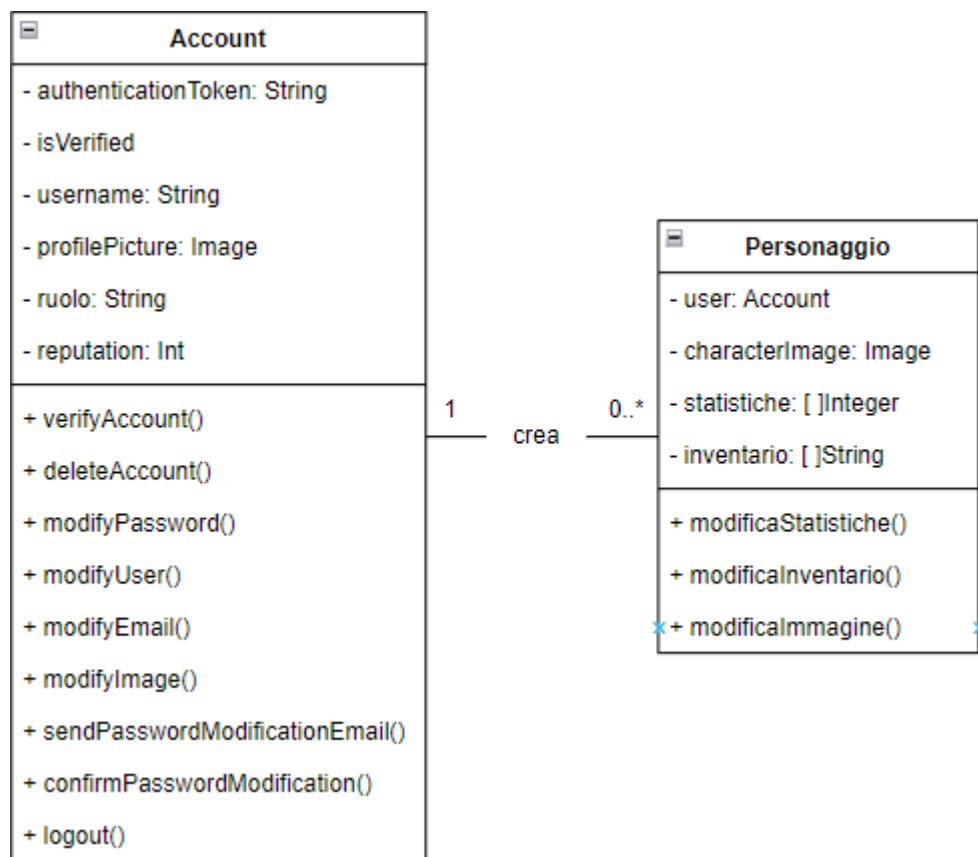 Account
- authenticationToken: String
- isVerified
- username: String
- profilePicture: Image
- ruolo: String
- reputation: Int
+ verifyAccount()
+ deleteAccount()
+ modifyPassword()
+ modifyUser()
+ modifyEmail()
+ modifyImage()
+ sendPasswordModificationEmail()
+ confirmPasswordModification()
+ logout()
1
crea
0..*
Personaggio
- user: Account
- characterImage: Image
- statistiche: [ ]Integer
- inventario: [ ]String
+ modificaStatistiche()
+ modificaInventario()
+ modificaImmagine()